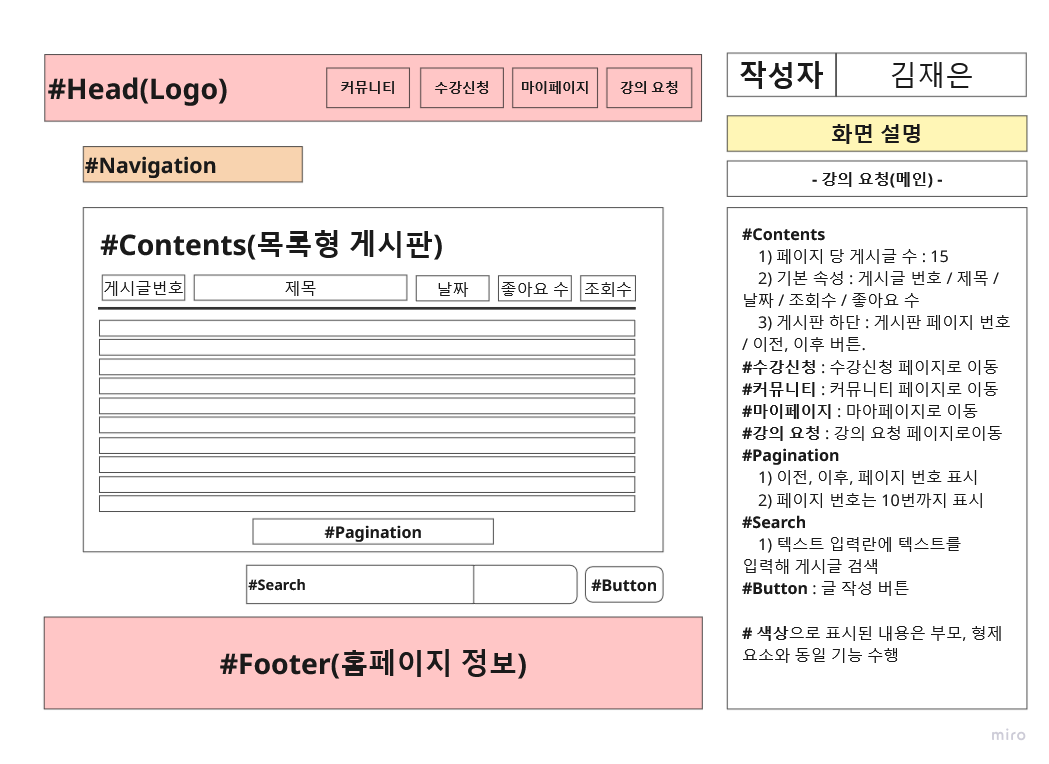 #Head(Logo)
커뮤니티
수강신청
마이페이지
강의 요청
#Navigation
#Contents(목록형 게시판)
게시글번호
제목
날짜
좋아요 수
조회수
#Pagination
#Search
#Button
#Footer(홈페이지 정보)
작성자
김재은
화면 설명
- 강의 요청(메인) -
#Contents
1) 페이지 당 게시글 수 : 15
2) 기본 속성 : 게시글 번호 / 제목 /
날짜 / 조회수 / 좋아요 수
3) 게시판 하단 : 게시판 페이지 번호
/ 이전, 이후 버튼.
#수강신청 : 수강신청 페이지로 이동
#커뮤니티 : 커뮤니티 페이지로 이동
#마이페이지 : 마아페이지로 이동
#강의 요청 : 강의 요청 페이지로이동
#Pagination
1) 이전, 이후, 페이지 번호 표시
2) 페이지 번호는 10번까지 표시
#Search
1) 텍스트 입력란에 텍스트를
입력해 게시글 검색
#Button : 글 작성 버튼
# 색상으로 표시된 내용은 부모, 형제
요소와 동일 기능 수행
miro